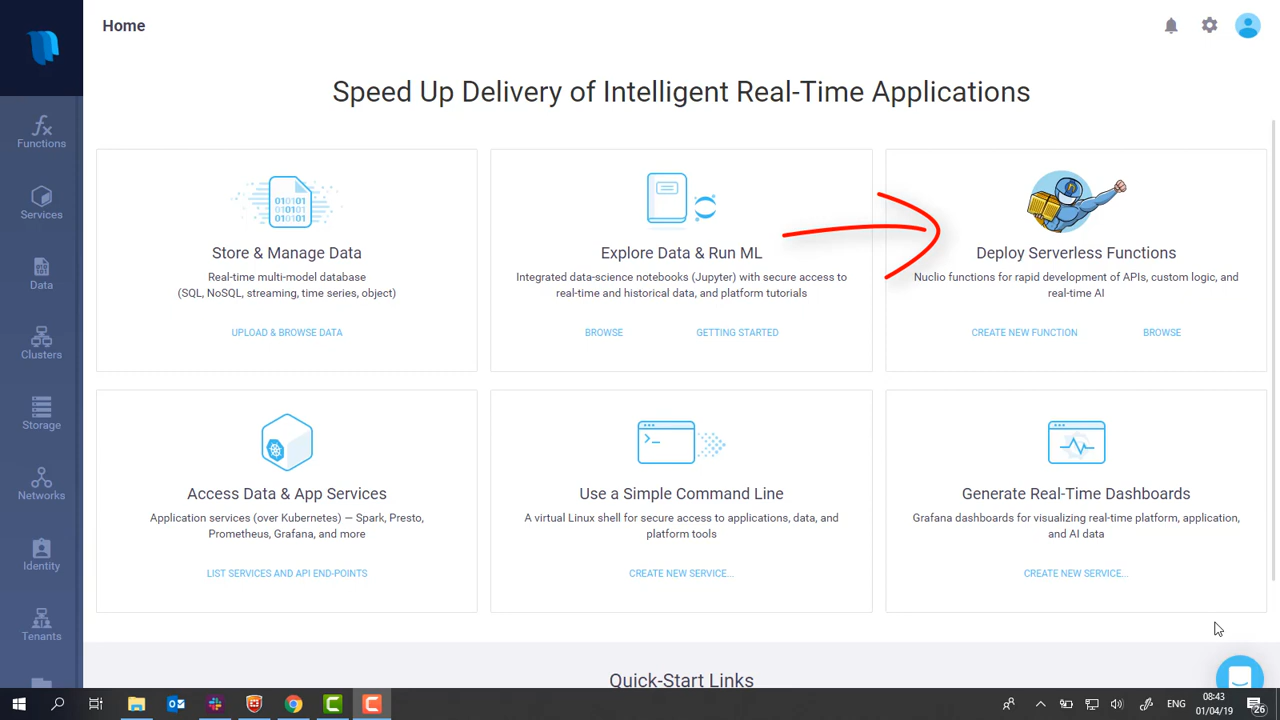 Home
Speed Up Delivery of Intelligent Real-Time Applications
Functions
Services
Data
Clusters
Storage
Networks
Identity
Tenants
010101
101010
010101
Store & Manage Data
Real-time multi-model database
(SQL, NoSQL, streaming, time series, object)
UPLOAD & BROWSE DATA
Explore Data & Run ML
Integrated data-science notebooks (Jupyter) with secure access to
real-time and historical data, and platform tutorials
BROWSE GETTING STARTED
Deploy Serverless Functions
Nuclio functions for rapid development of APIs, custom logic, and
real-time AI
CREATE NEW FUNCTION BROWSE
Access Data & App Services
Application services (over Kubernetes) — Spark, Presto,
Prometheus, Grafana, and more
LIST SERVICES AND API END-POINTS
Use a Simple Command Line
A virtual Linux shell for secure access to applications, data, and
platform tools
CREATE NEW SERVICE...
Generate Real-Time Dashboards
Grafana dashboards for visualizing real-time platform, application,
and AI data
CREATE NEW SERVICE...
Quick-Start Links
ENG
08:43
01/04/19
26